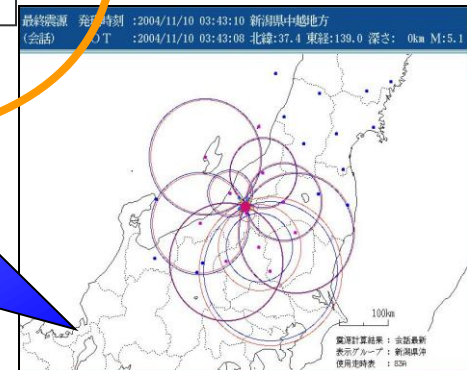 最終震源 発現時刻 :2004/11/10 03:43:10 新潟県中越地方
(会話) OT :2004/11/10 03:43:08 北緯:37.4 東経:139.0 深さ: 0km M:5.1
100km
震源計算結果 : 会話最新
表示グループ : 新潟県沖
使用走時表 : 83A